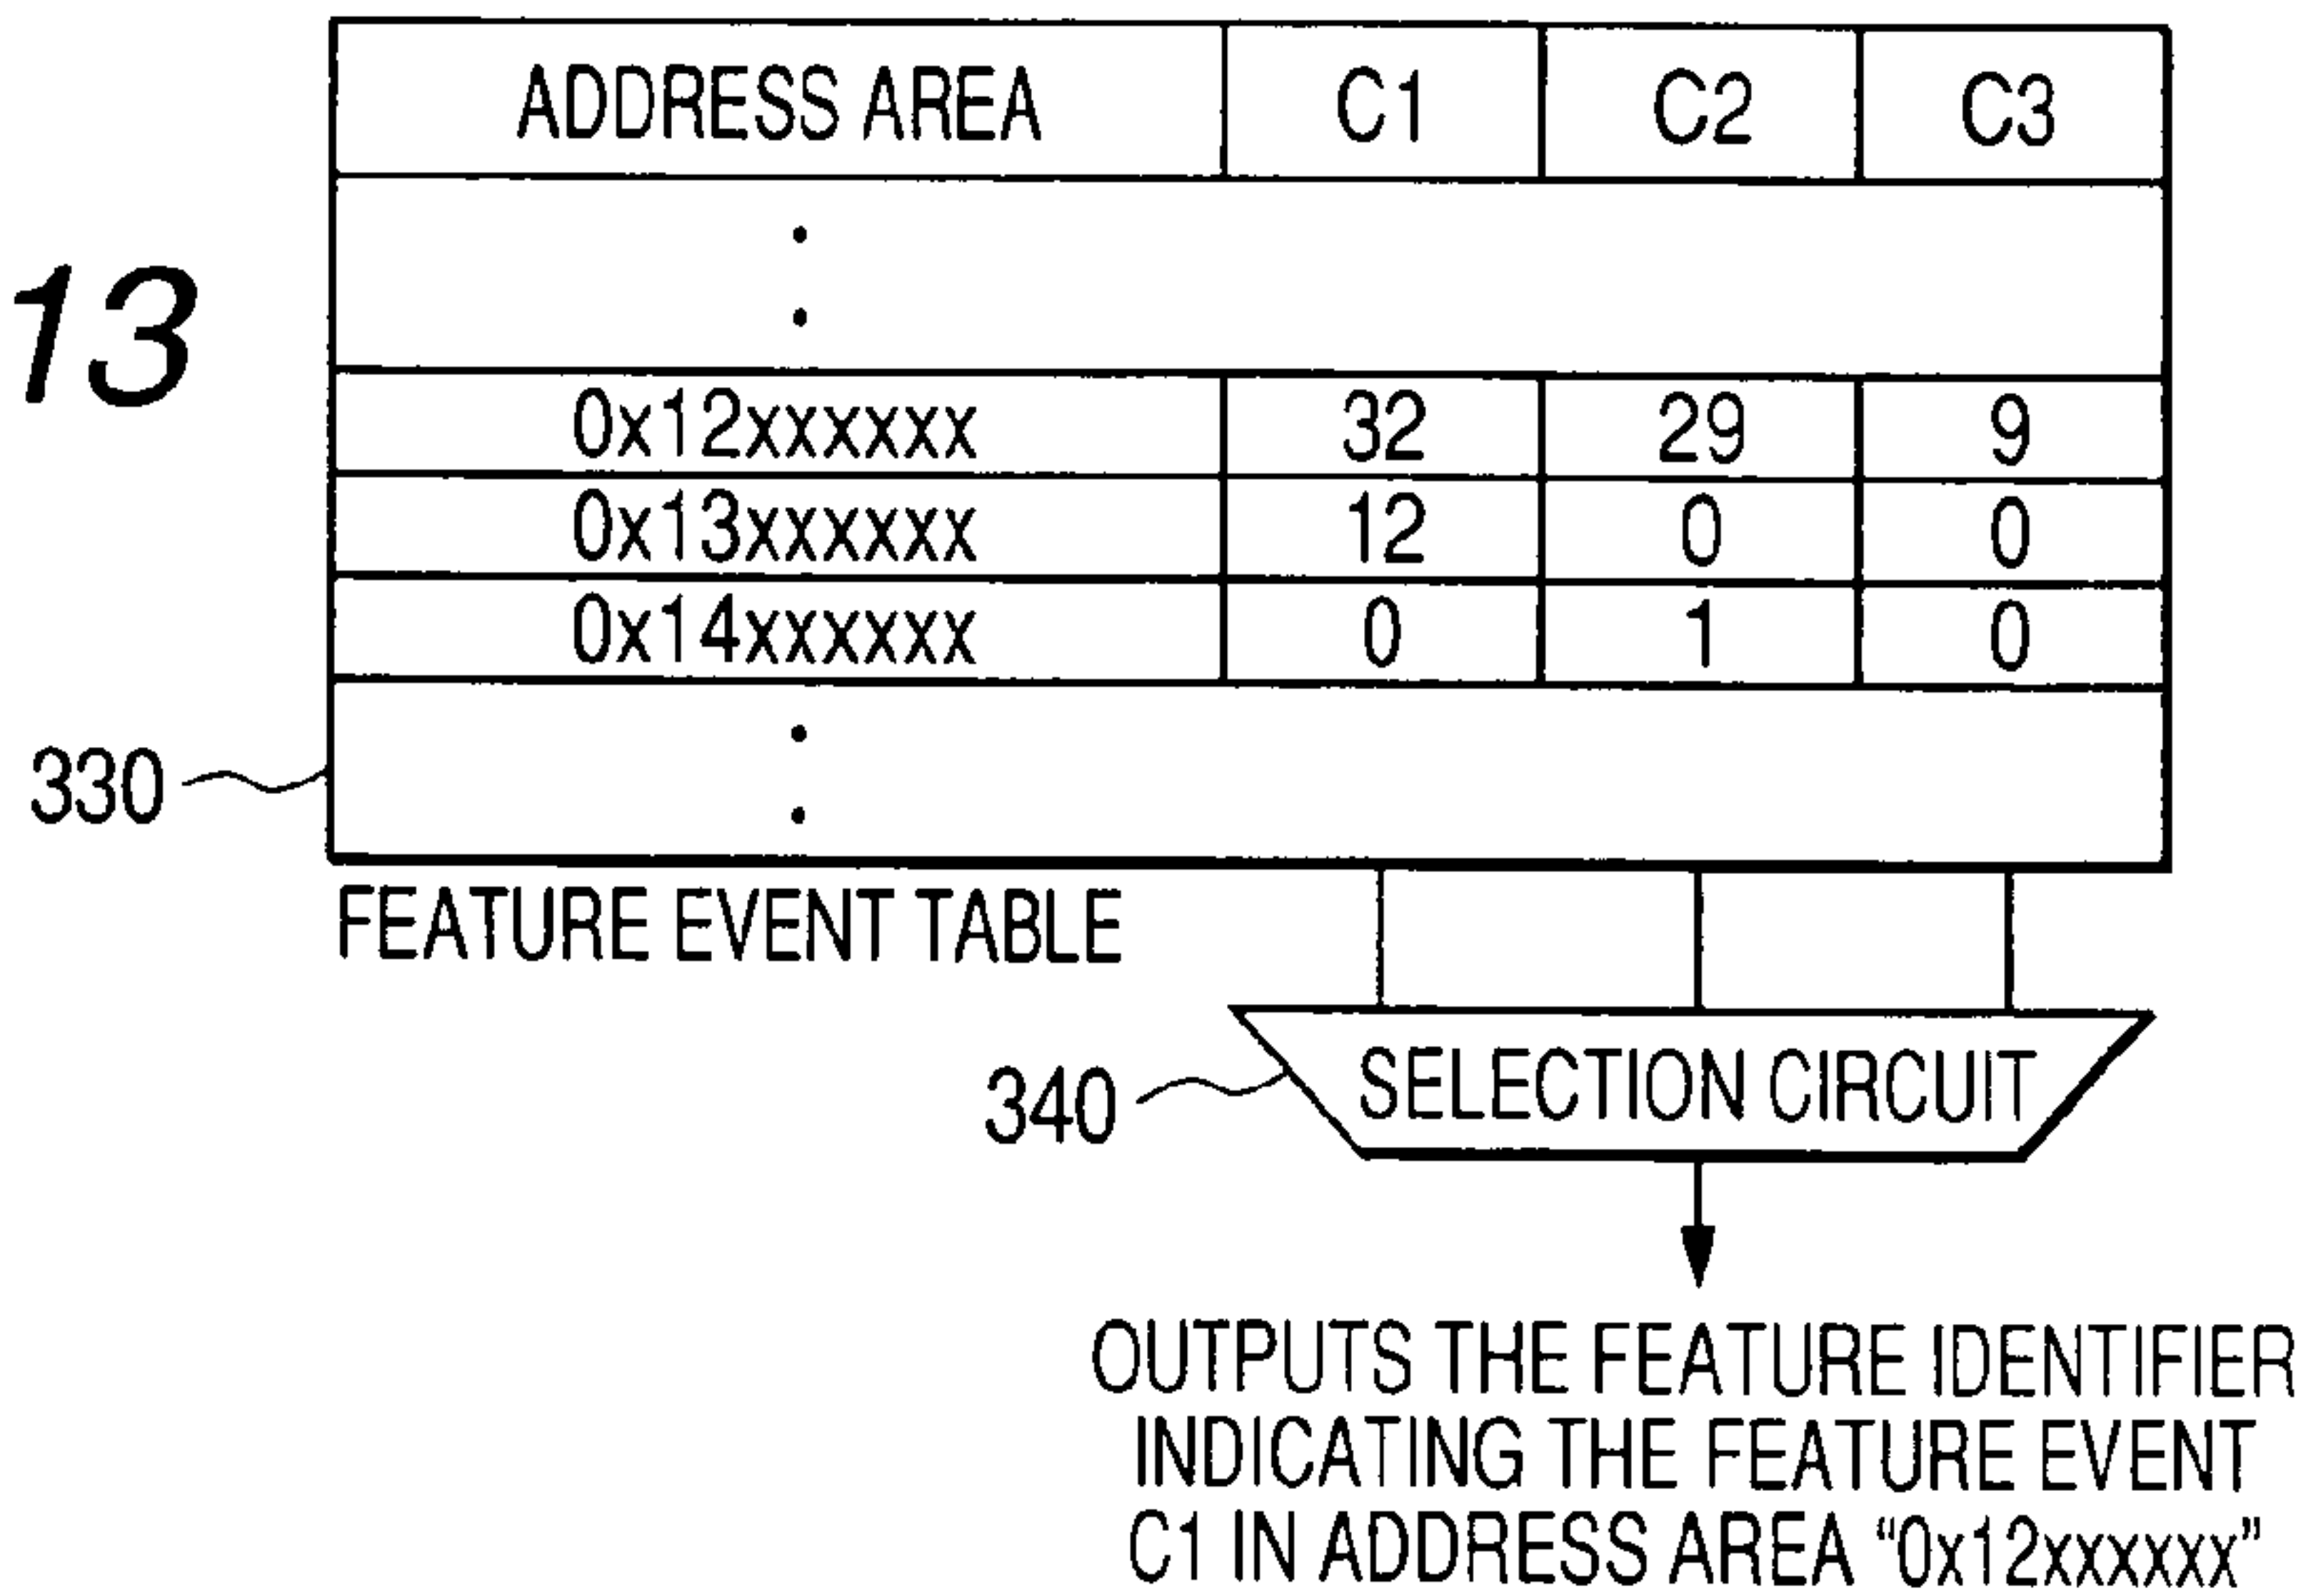 13
ADDRESS AREA C1 C2 C3
0x12xxxxxx 32 29 9
0x13xxxxxx 12 0 0
0x14xxxxxx 0 1 0
330
FEATURE EVENT TABLE
340
SELECTION CIRCUIT
OUTPUTS THE FEATURE IDENTIFIER
INDICATING THE FEATURE EVENT
C1 IN ADDRESS AREA “0x12xxxxxx”